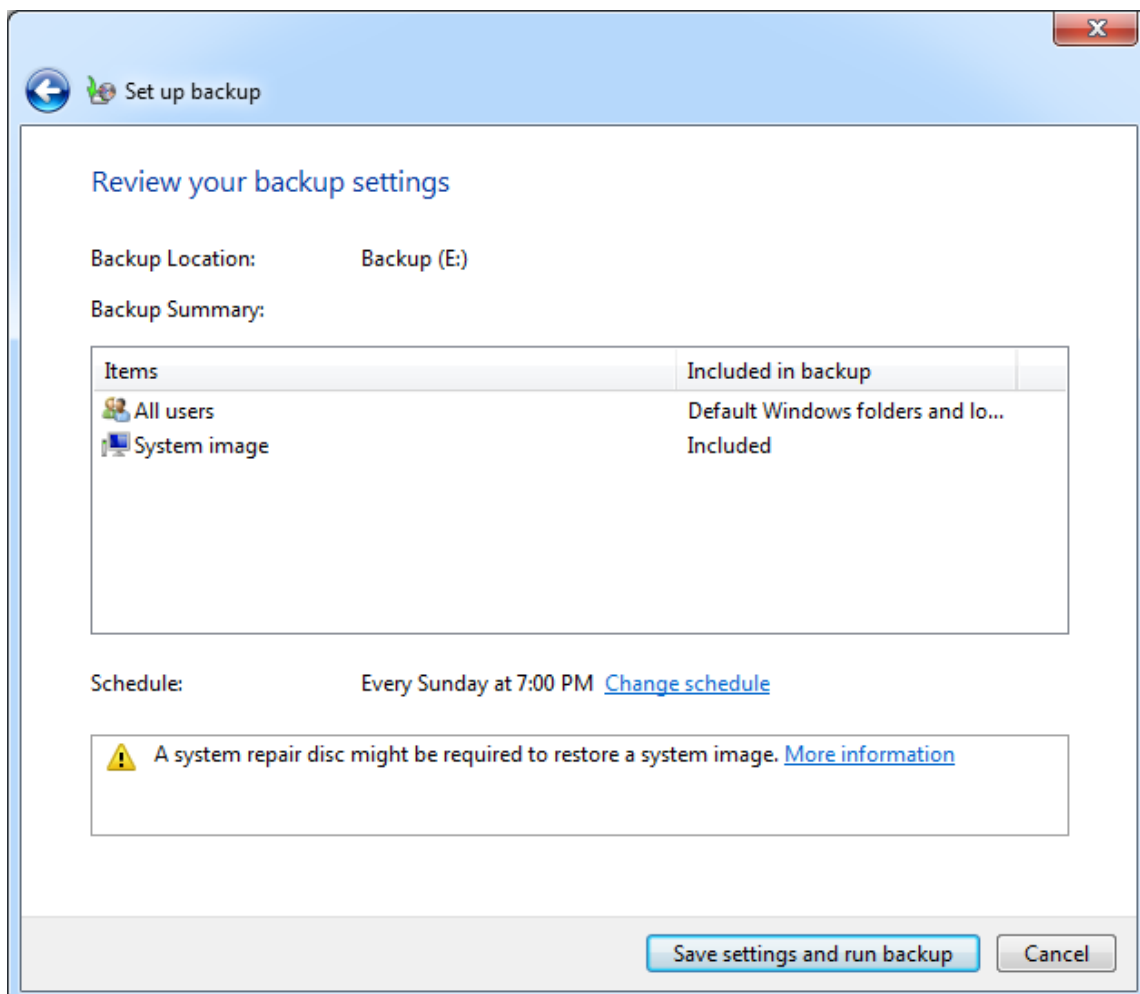 Set up backup
Review your backup settings
Backup Location: Backup (E:)
Backup Summary:
Items Included in backup
All users Default Windows folders and lo...
System image Included
Schedule: Every Sunday at 7:00 PM Change schedule
A system repair disc might be required to restore a system image. More information
Save settings and run backup Cancel